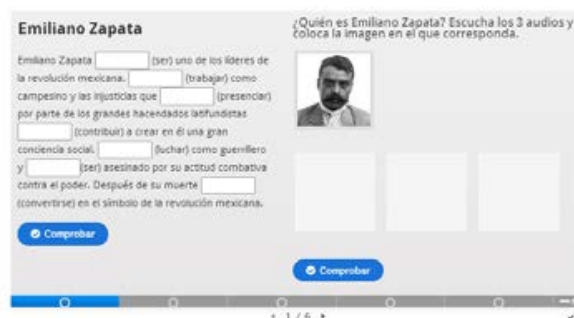 Emiliano Zapata
Emiliano Zapata (ser) uno de los líderes de
la revolución mexicana. (trabajar) como
campesino y las injusticias que (presenciar)
por parte de los grandes hacendados latifundistas
(contribuir) a crear en él una gran
conciencia social. (luchar) como guerrillero
y (ser) asesinado por su actitud combativa
contra el poder. Después de su muerte
(convertirse) en el símbolo de la revolución mexicana.
Comprobar
¿Quién es Emiliano Zapata? Escucha los 3 audios y
coloca la imagen en el que corresponda.
Comprobar
1 / 6